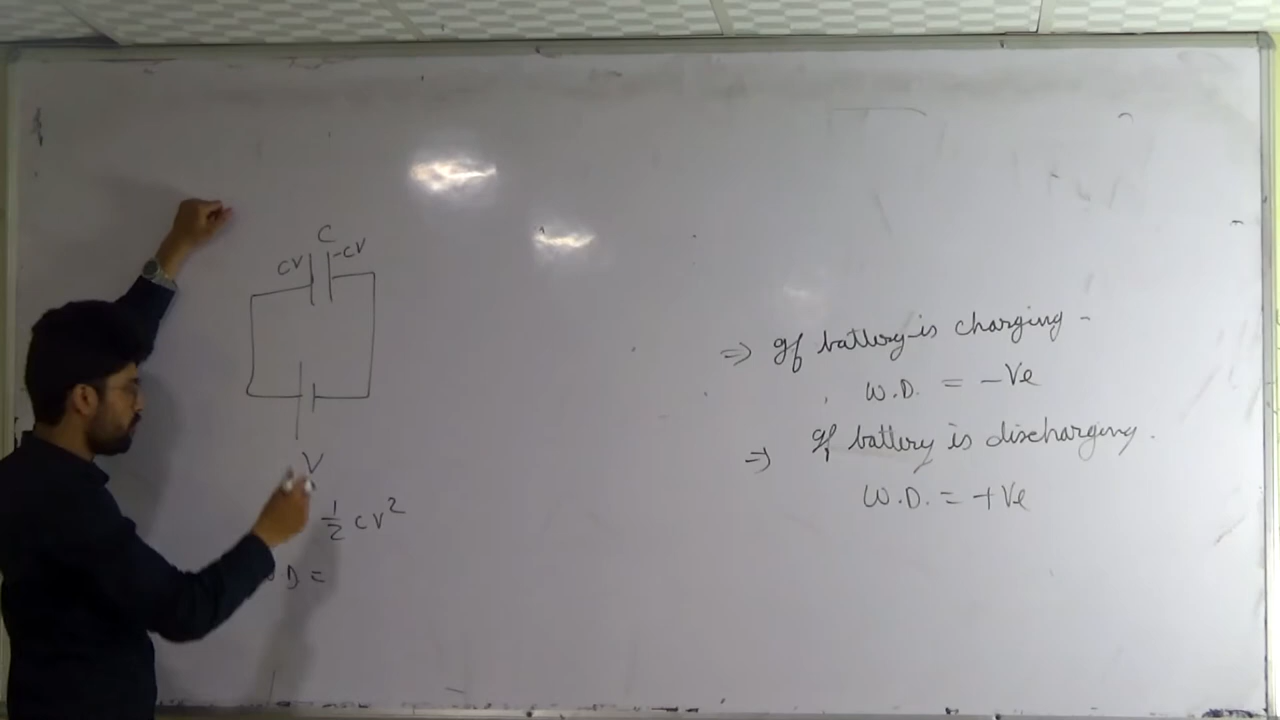 C
CV -CV
V
1/2 CV²
D =
⇒ If battery is charging -
W.D. = -Ve
⇒ If battery is discharging.
W.D. = +Ve